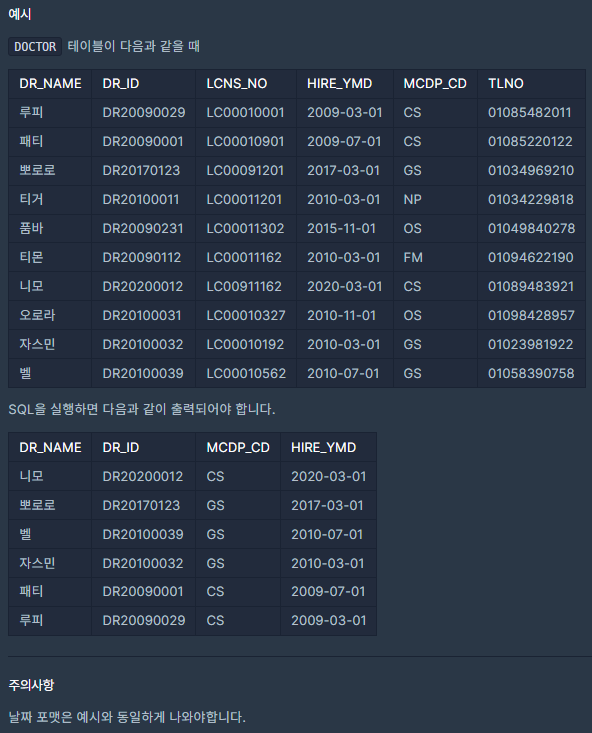 예시
DOCTOR 테이블이 다음과 같을 때
DR_NAME DR_ID LCNS_NO HIRE_YMD MCDP_CD TLNO
루피 DR20090029 LC00010001 2009-03-01 CS 01085482011
패티 DR20090001 LC00010901 2009-07-01 CS 01085220122
뽀로로 DR20170123 LC00091201 2017-03-01 GS 01034969210
티거 DR20100011 LC00011201 2010-03-01 NP 01034229818
품바 DR20090231 LC00011302 2015-11-01 OS 01049840278
티몬 DR20090112 LC00011162 2010-03-01 FM 01094622190
니모 DR20200012 LC00911162 2020-03-01 CS 01089483921
오로라 DR20100031 LC00010327 2010-11-01 OS 01098428957
자스민 DR20100032 LC00010192 2010-03-01 GS 01023981922
벨 DR20100039 LC00010562 2010-07-01 GS 01058390758
SQL을 실행하면 다음과 같이 출력되어야 합니다.
DR_NAME DR_ID MCDP_CD HIRE_YMD
니모 DR20200012 CS 2020-03-01
뽀로로 DR20170123 GS 2017-03-01
벨 DR20100039 GS 2010-07-01
자스민 DR20100032 GS 2010-03-01
패티 DR20090001 CS 2009-07-01
루피 DR20090029 CS 2009-03-01
주의사항
날짜 포맷은 예시와 동일하게 나와야합니다.